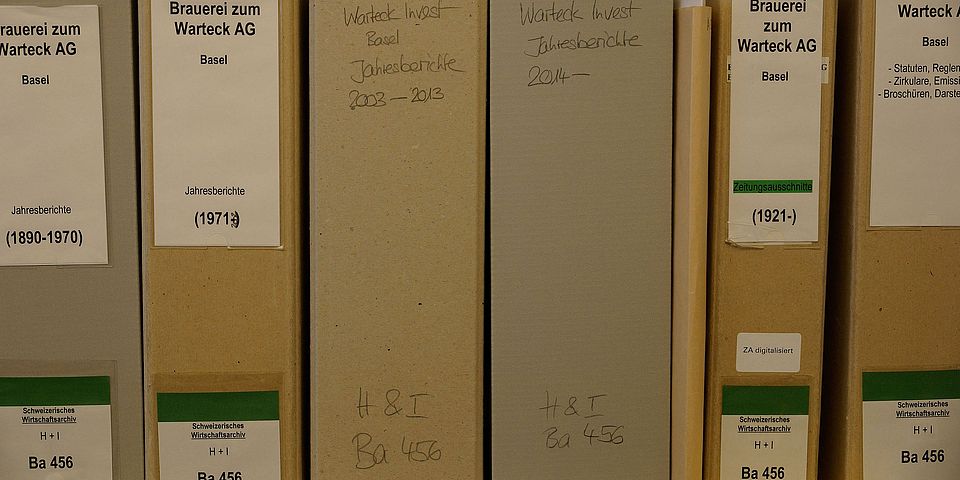 rauerei zum
Warteck AG
Basel
Jahresberichte
(1890-1970)
Schweizerisches
Wirtschaftsarchiv
H + I
Ba 456
Brauerei zum
Warteck AG
Basel
Jahresberichte
(1971-)
Schweizerisches
Wirtschaftsarchiv
H + I
Ba 456
Warteck Invest
Basel
Jahresberichte
2003 — 2013
H & I
Ba 456
Warteck Invest
Jahresberichte
2014 —
H & I
Ba 456
Brauerei
zum
Warteck AG
Basel
Zeitungsausschnitte
(1921-)
ZA digitalisiert
Schweizerisches
Wirtschaftsarchiv
H + I
Ba 456
Warteck A
Basel
- Statuten, Reglem
- Zirkulare, Emissi
- Broschüren, Darste
Schweizerisches
Wirtschaftsarchiv
H + I
Ba 456